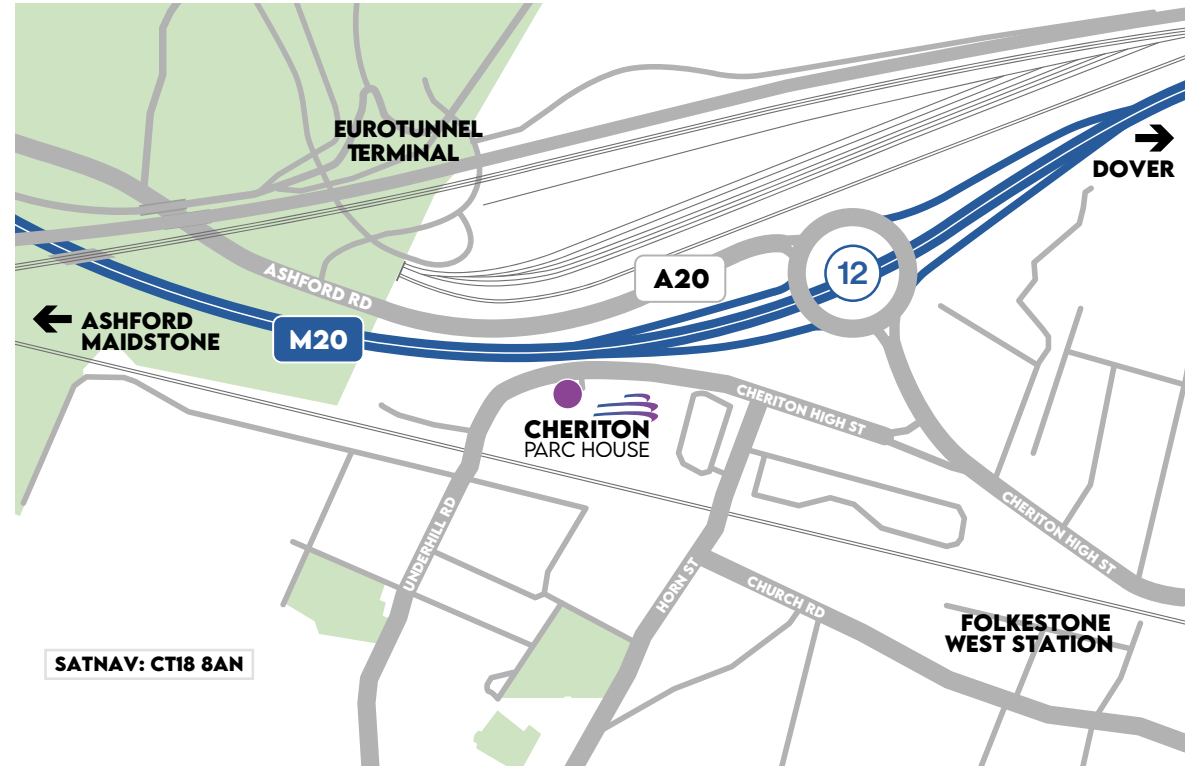 EUROTUNNEL
TERMINAL
DOVER
12
A20
ASHFORD RD
ASHFORD
MAIDSTONE
M20
CHERITON HIGH ST
CHERITON
PARC HOUSE
UNDERHILL RD
CHERITON HIGH ST
HORN ST
CHURCH RD
FOLKESTONE
WEST STATION
SATNAV: CT18 8AN